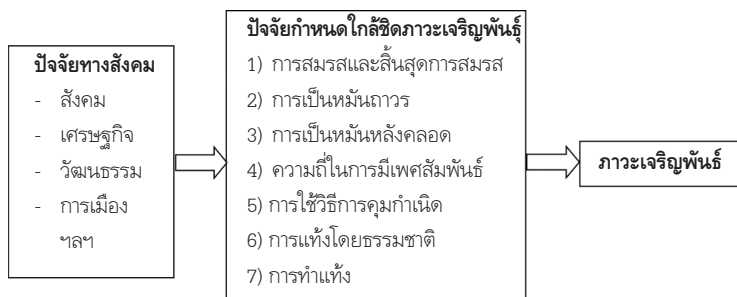 ปัจจัยทางสังคม
- สังคม
- เศรษฐกิจ
- วัฒนธรรม
- การเมือง
ฯลฯ
ปัจจัยกำหนดใกล้ชิดภาวะเจริญพันธุ์
1) การสมรสและสิ้นสุดการสมรส
2) การเป็นหมันถาวร
3) การเป็นหมันหลังคลอด
4) ความถี่ในการมีเพศสัมพันธ์
5) การใช้วิธีการคุมกำเนิด
6) การแท้งโดยธรรมชาติ
7) การทำแท้ง
ภาวะเจริญพันธ์